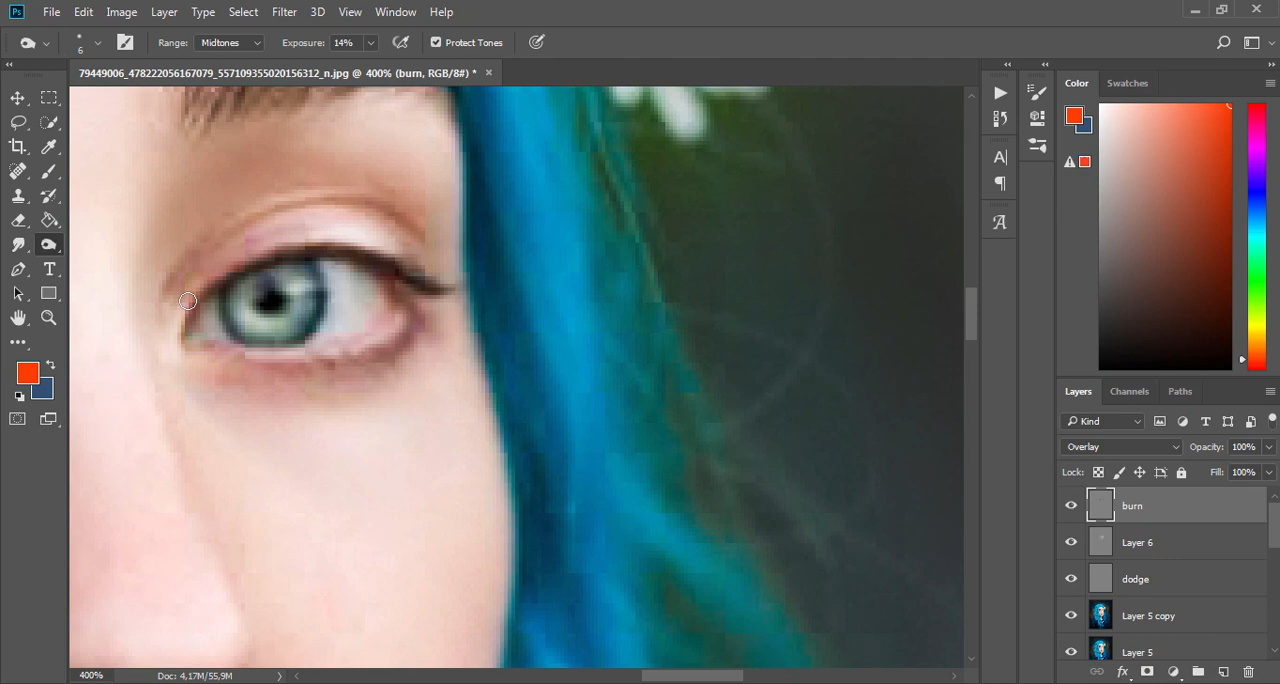 Ps File Edit Image Layer Type Select Filter 3D View Window Help
6 Range: Midtones Exposure: 14% Protect Tones
79449006_478222056167079_557109355020156312_n.jpg @ 400% (burn, RGB/8#) *
Color Swatches
Layers Channels Paths
Kind
Overlay Opacity: 100%
Lock: Fill: 100%
burn
Layer 6
dodge
Layer 5 copy
Layer 5
400% Doc: 4,17M/55,9M